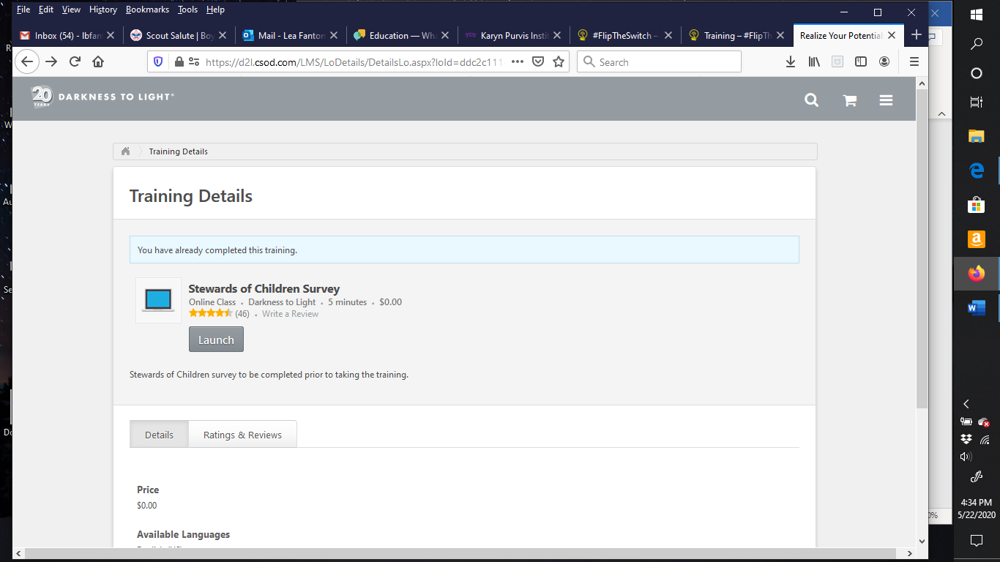 File Edit View History Bookmarks Tools Help
Inbox (54) - lbfan
Scout Salute | Boy
Mail - Lea Fanton
Education — Wha
Karyn Purvis Insti
#FlipTheSwitch –
Training – #FlipTh
Realize Your Potential
https://d2l.csod.com/LMS/LoDetails/DetailsLo.aspx?loId=ddc2c111
Search
20 YEARS DARKNESS TO LIGHT®
Training Details
Training Details
You have already completed this training.
Stewards of Children Survey
Online Class • Darkness to Light • 5 minutes • $0.00
(46) • Write a Review
Launch
Stewards of Children survey to be completed prior to taking the training.
Details
Ratings & Reviews
Price
$0.00
Available Languages
4:34 PM
5/22/2020